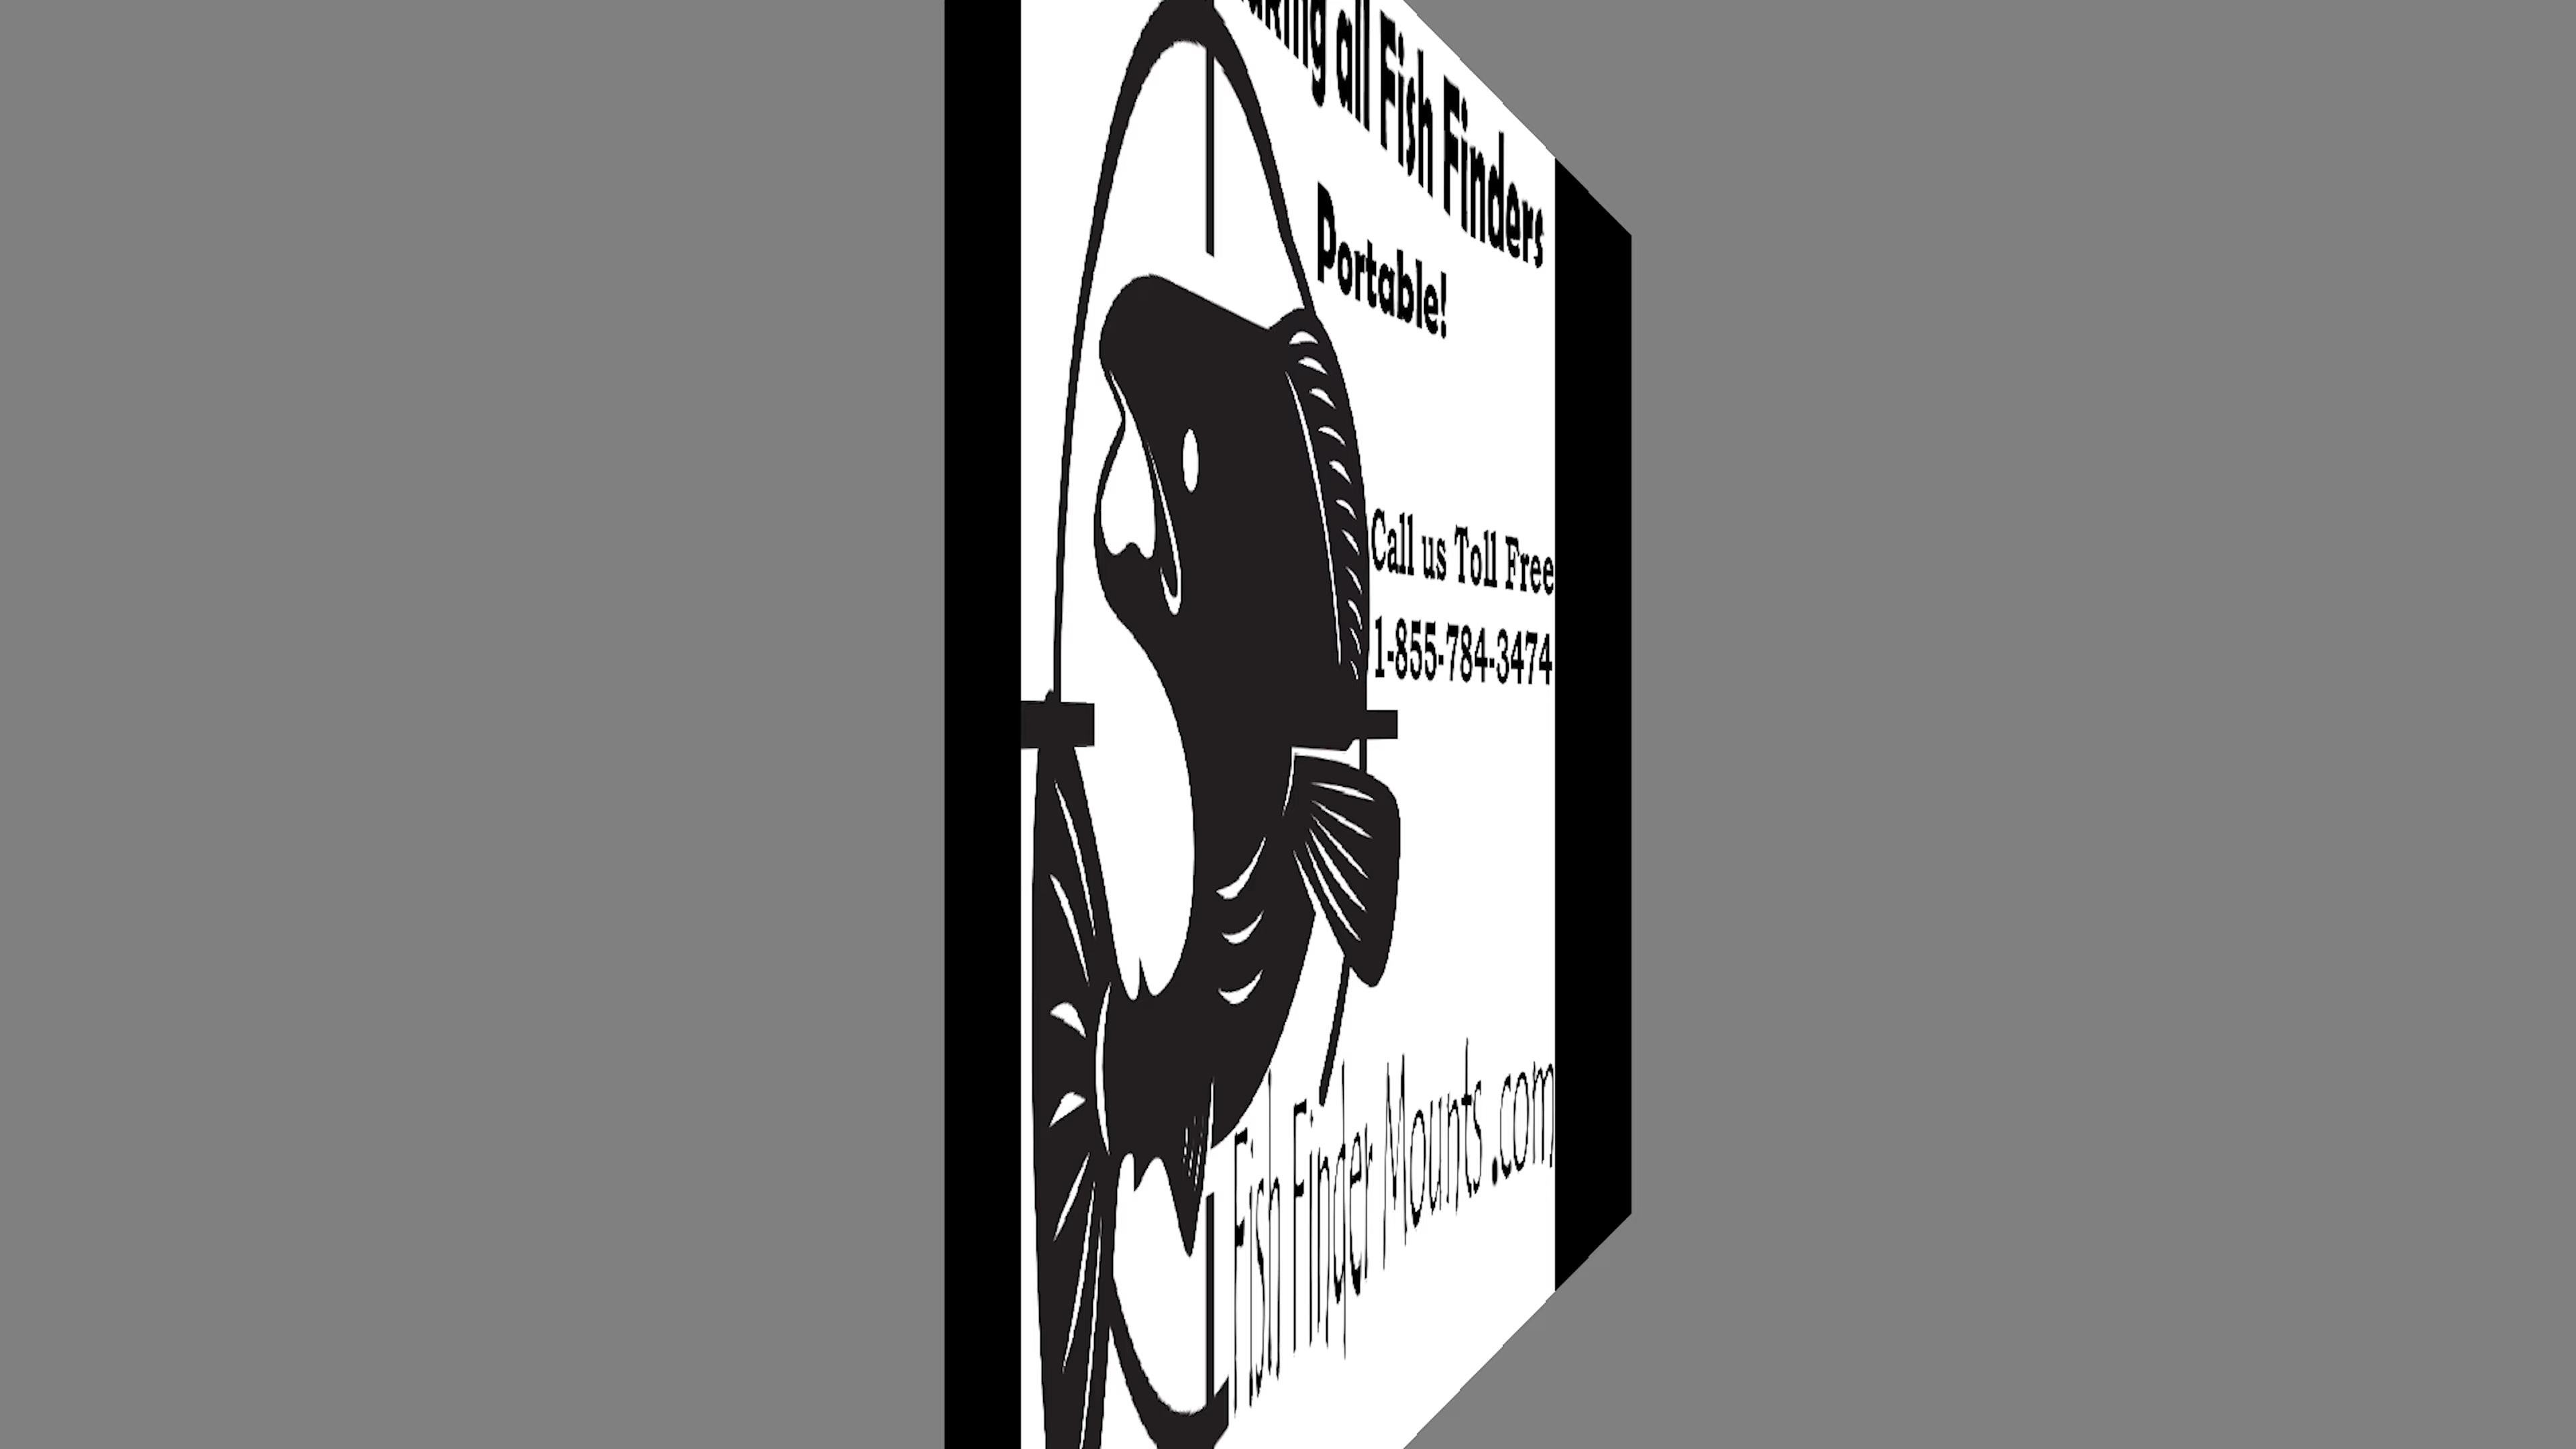 all Fish Finders
Portable!
Call us Toll Free
1-855-784-3474
Fish Finder Mounts.com